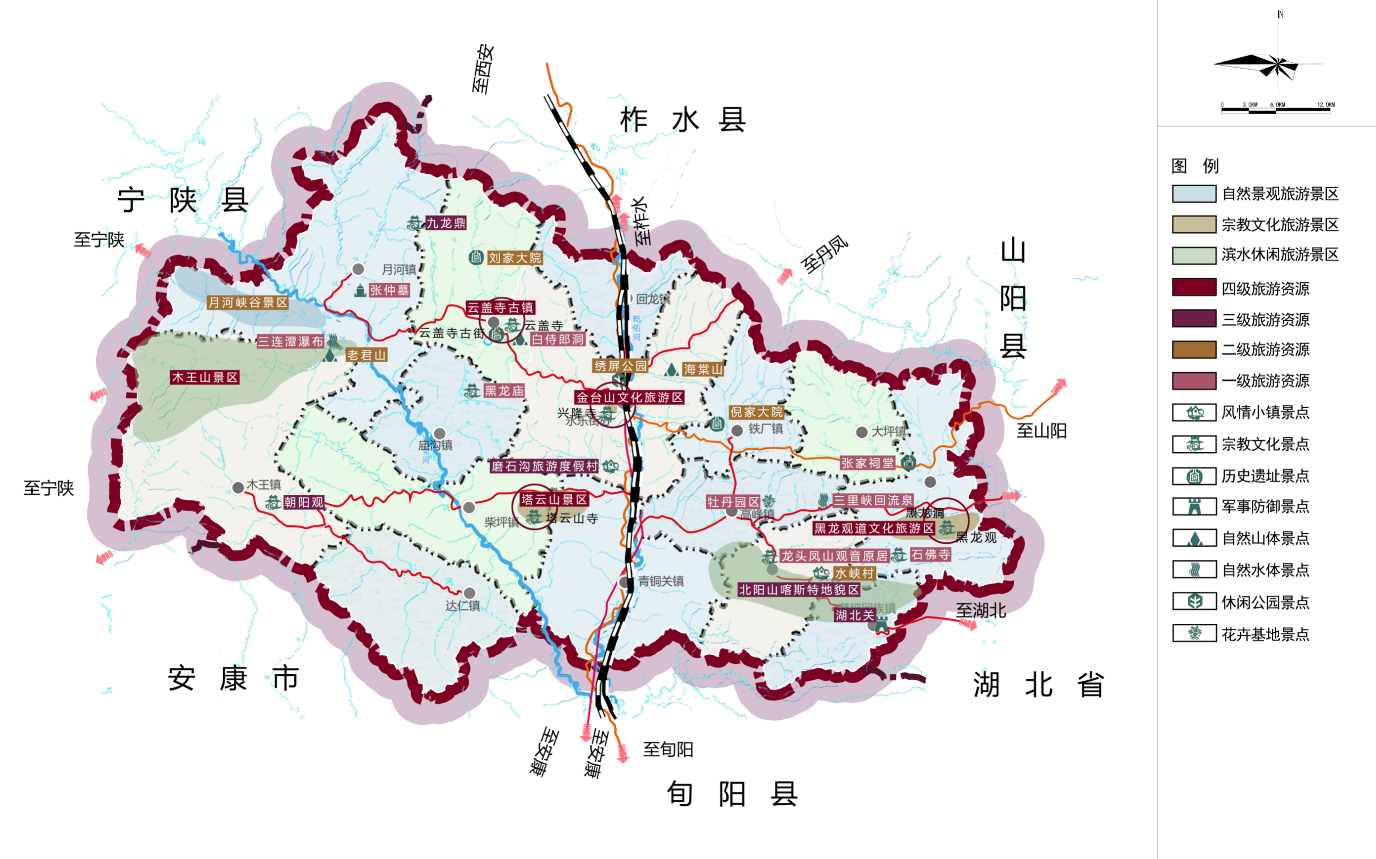 至西安
柞水县
N
0 3.0KM 6.0KM 12.0KM
图 例
自然景观旅游景区
宗教文化旅游景区
滨水休闲旅游景区
四级旅游资源
三级旅游资源
二级旅游资源
一级旅游资源
风情小镇景点
宗教文化景点
历史遗址景点
军事防御景点
自然山体景点
自然水体景点
休闲公园景点
花卉基地景点
宁陕县
至宁陕
至柞水
至丹凤
山阳县
九龙鼎
刘家大院
月河镇
张仲墓
月河峡谷景区
云盖寺古镇
云盖寺古街
云盖寺
白侍郎洞
回龙镇
乾佑河
三连潭瀑布
老君山
木王山景区
黑龙庙
绣屏公园
海棠山
金台山文化旅游区
兴隆寺
水乐街坊
倪家大院
铁厂镇
大坪镇
至山阳
庙沟镇
磨石沟旅游度假村
张家祠堂
至宁陕
木王镇
朝阳观
塔云山景区
塔云山寺
柴坪镇
牡丹园区
高峰镇
三里峡回流泉
黑龙洞
黑龙观道文化旅游区
黑龙观
龙头凤山观音原居
石佛寺
水峡村
北阳山喀斯特地貌区
青铜关镇
达仁镇
湖北关
至湖北
安康市
湖北省
至安康
至安康
至旬阳
旬阳县